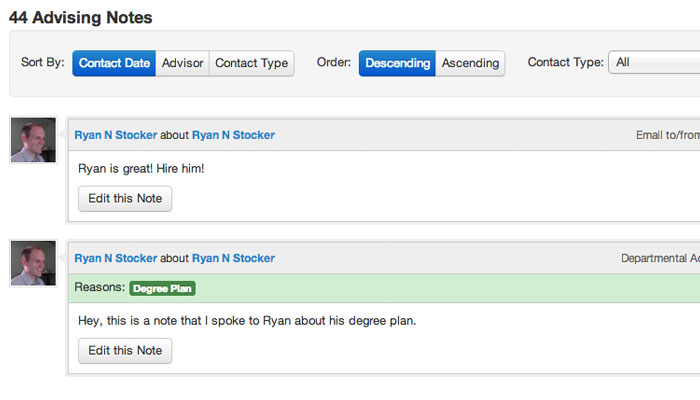 44 Advising Notes
Sort By: Contact Date Advisor Contact Type Order: Descending Ascending Contact Type: All
Ryan N Stocker about Ryan N Stocker Email to/from
Ryan is great! Hire him!
Edit this Note
Ryan N Stocker about Ryan N Stocker Departmental
Reasons: Degree Plan
Hey, this is a note that I spoke to Ryan about his degree plan.
Edit this Note